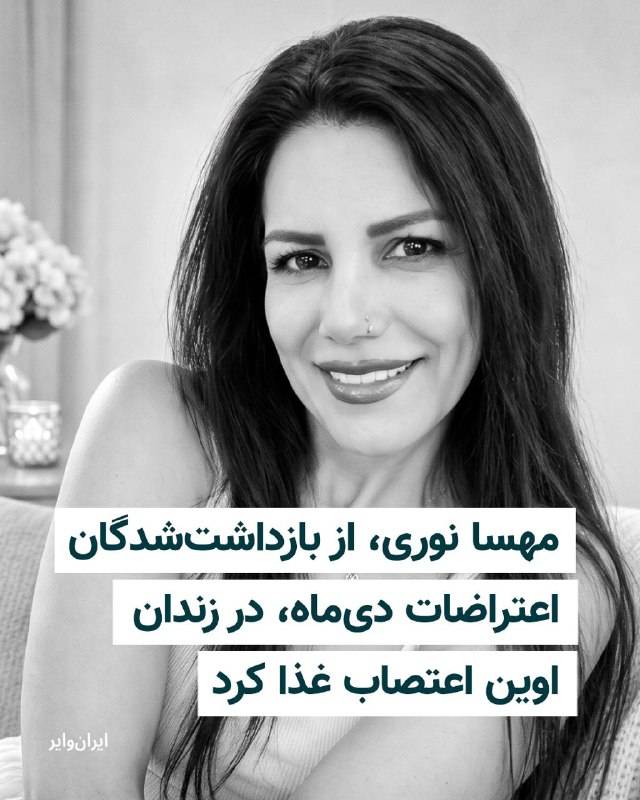 مهسا نوری، از بازداشت‌شدگان
اعتراضات دی‌ماه، در زندان
اوین اعتصاب غذا کرد
ایران‌وایر